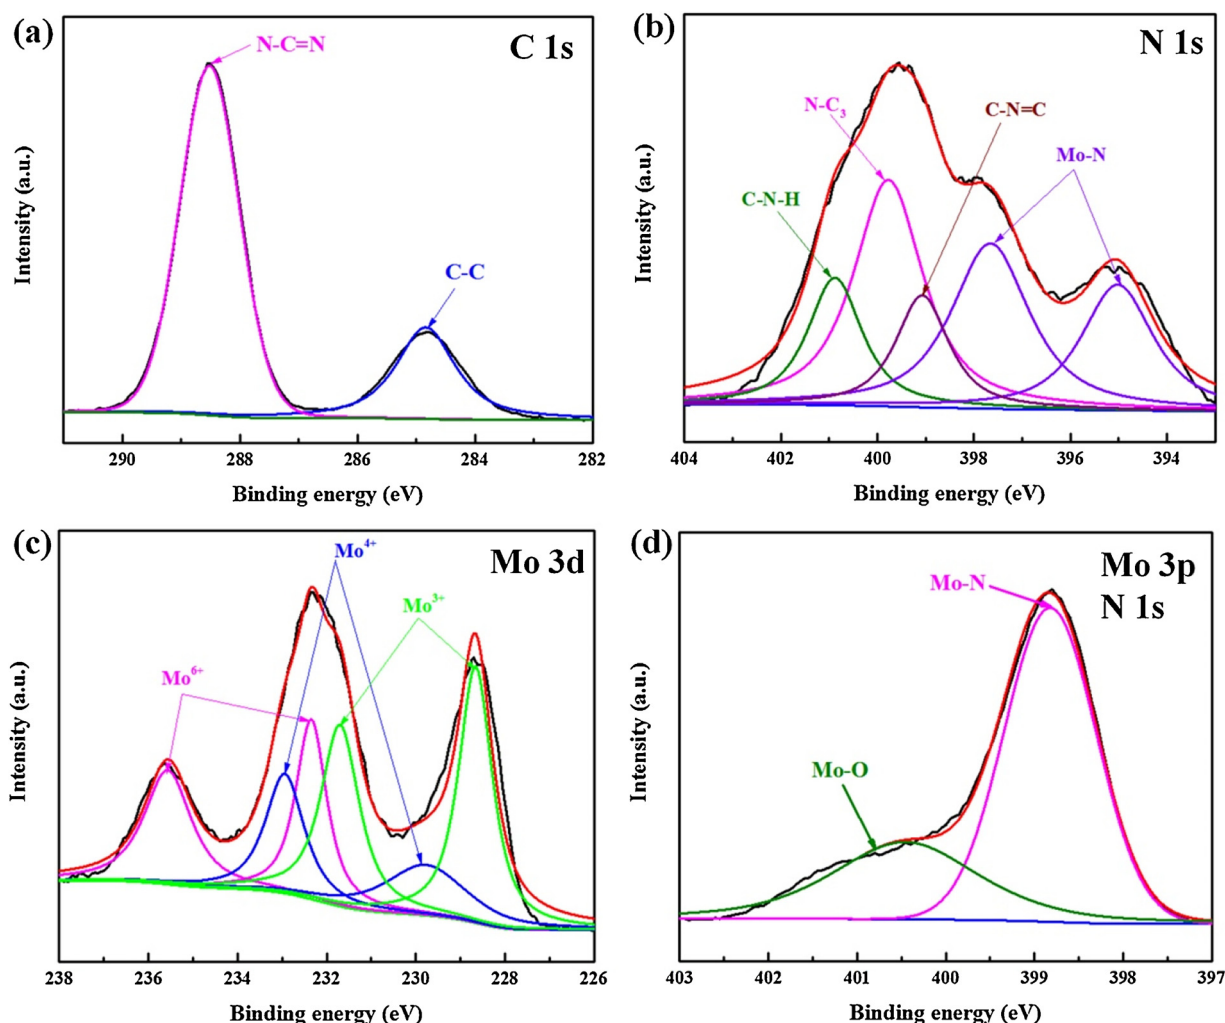 (a)
C 1s
N-C=N
C-C
Intensity (a.u.)
290 288 286 284 282
Binding energy (eV)
(b)
N 1s
N-C3
C-N=C
Mo-N
C-N-H
Intensity (a.u.)
404 402 400 398 396 394
Binding energy (eV)
(c)
Mo 3d
Mo4+
Mo3+
Mo6+
Intensity (a.u.)
238 236 234 232 230 228 226
Binding energy (eV)
(d)
Mo 3p
N 1s
Mo-N
Mo-O
Intensity (a.u.)
403 402 401 400 399 398 397
Binding energy (eV)